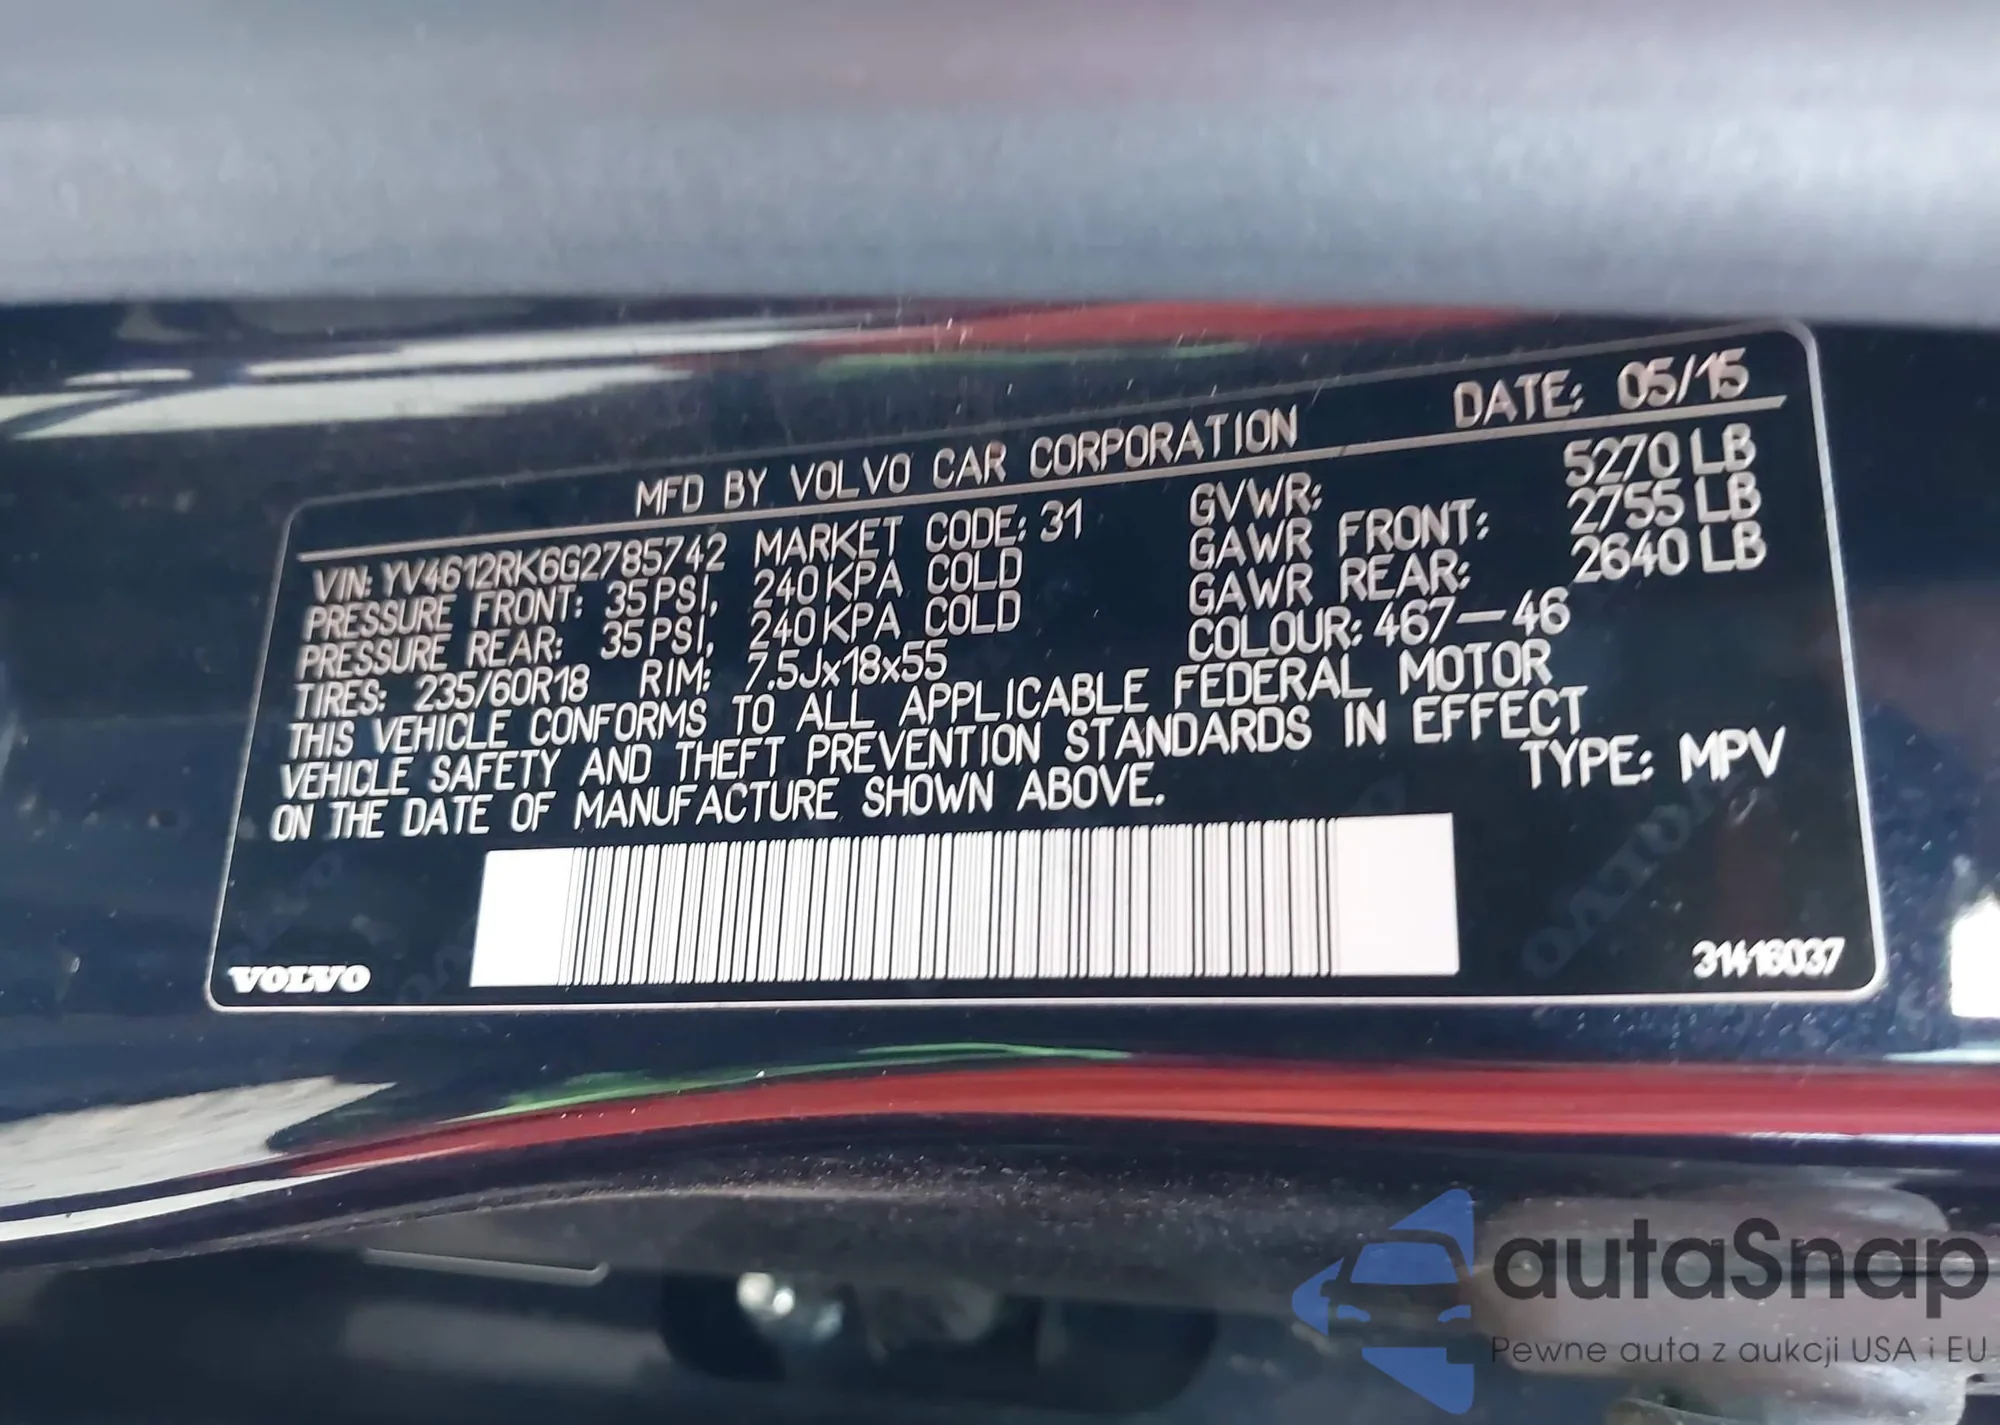 MFD BY VOLVO CAR CORPORATION DATE: 05/15
VIN: YV4612RK6G2785742 MARKET CODE: 31 GVWR: 5270 LB
PRESSURE FRONT: 35 PSI, 240 KPA COLD GAWR FRONT: 2755 LB
PRESSURE REAR: 35 PSI, 240 KPA COLD GAWR REAR: 2640 LB
TIRES: 235/60R18 RIM: 7.5Jx18x55 COLOUR: 467-46
THIS VEHICLE CONFORMS TO ALL APPLICABLE FEDERAL MOTOR
VEHICLE SAFETY AND THEFT PREVENTION STANDARDS IN EFFECT
ON THE DATE OF MANUFACTURE SHOWN ABOVE. TYPE: MPV
VOLVO
31416037
autaSnap
Pewne auta z aukcji USA i EU